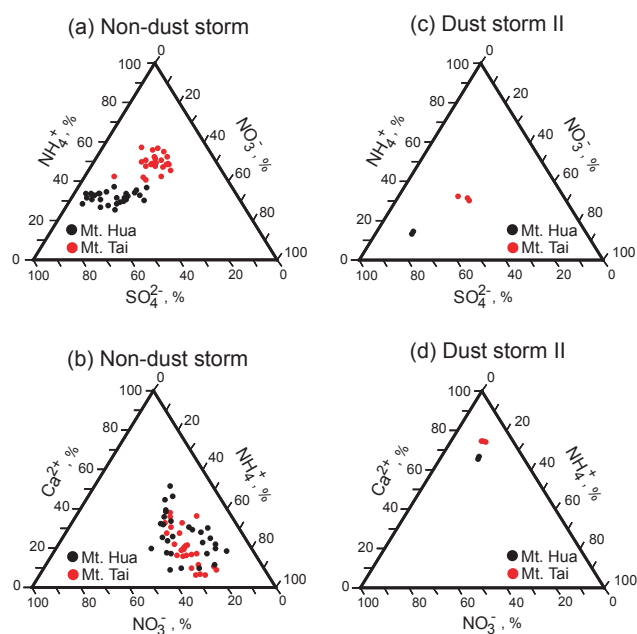 (a) Non-dust storm
0
100
20
80
40
NH₄⁺, %
NO₃⁻, %
60
60
40
80
20
Mt. Hua
Mt. Tai
100
0
100 80 60 40 20 0
SO₄²⁻, %
(c) Dust storm II
0
100
20
80
40
NH₄⁺, %
NO₃⁻, %
60
60
40
80
20
Mt. Hua
Mt. Tai
100
0
100 80 60 40 20 0
SO₄²⁻, %
(b) Non-dust storm
0
100
20
80
40
Ca²⁺, %
NH₄⁺, %
60
60
40
80
20
Mt. Hua
Mt. Tai
100
0
100 80 60 40 20 0
NO₃⁻, %
(d) Dust storm II
0
100
20
80
40
Ca²⁺, %
NH₄⁺, %
60
60
40
80
20
Mt. Hua
Mt. Tai
100
0
100 80 60 40 20 0
NO₃⁻, %